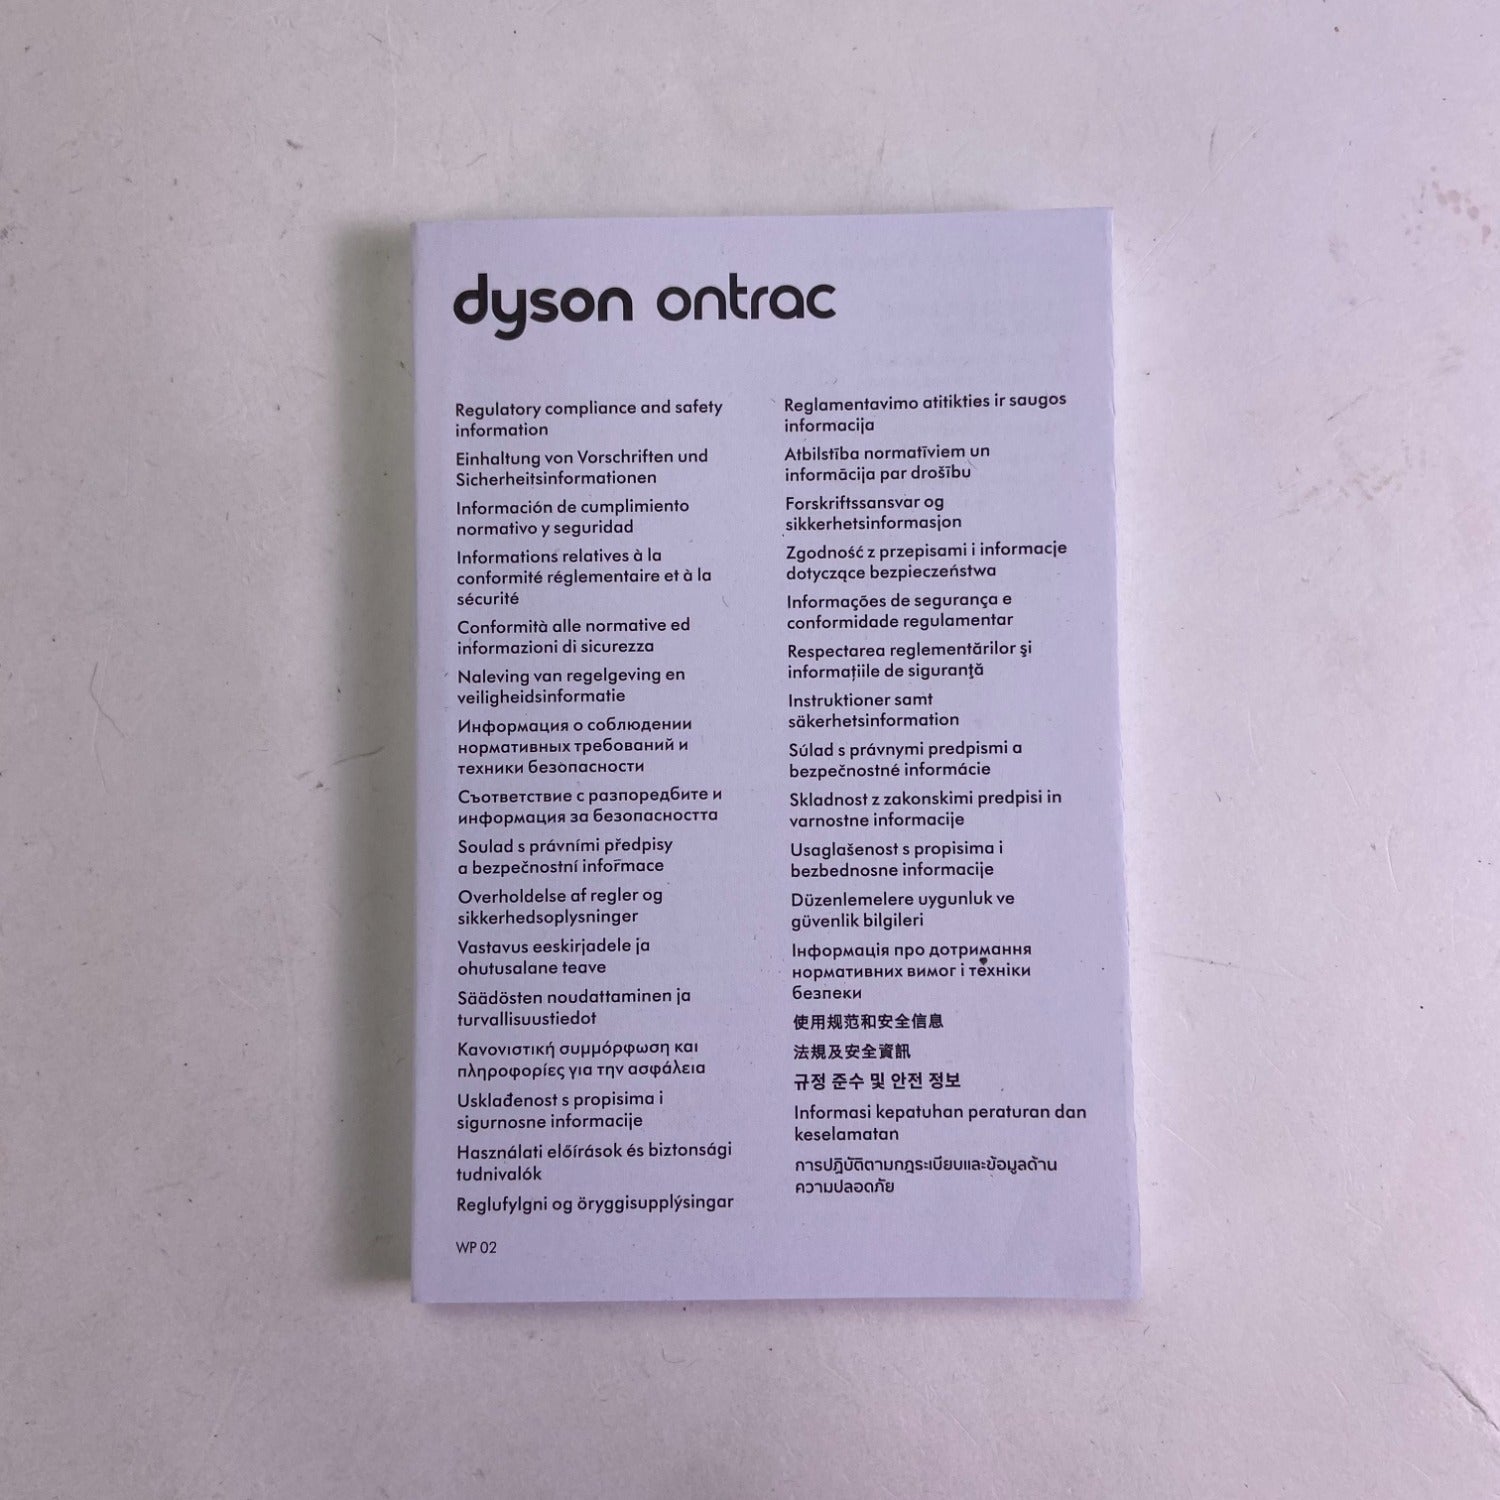 dyson ontrac
Regulatory compliance and safety
information
Einhaltung von Vorschriften und
Sicherheitsinformationen
Información de cumplimiento
normativo y seguridad
Informations relatives à la
conformité réglementaire et à la
sécurité
Conformità alle normative ed
informazioni di sicurezza
Naleving van regelgeving en
veiligheidsinformatie
Информация о соблюдении
нормативных требований и
техники безопасности
Съответствие с разпоредбите и
информация за безопасността
Soulad s právními předpisy
a bezpečnostní infořmace
Overholdelse af regler og
sikkerhedsoplysninger
Vastavus eeskirjadele ja
ohutusalane teave
Säädösten noudattaminen ja
turvallisuustiedot
Κανονιστική συμμόρφωση και
πληροφορίες για την ασφάλεια
Usklađenost s propisima i
sigurnosne informacije
Használati előírások és biztonsági
tudnivalók
Reglufylgni og öryggisupplýsingar
WP 02
Reglamentavimo atitikties ir saugos
informacija
Atbilstība normatīviem un
informācija par drošību
Forskriftssansvar og
sikkerhetsinformasjon
Zgodność z przepisami i informacje
dotyczące bezpieczeństwa
Informações de segurança e
conformidade regulamentar
Respectarea reglementărilor şi
informațiile de siguranţă
Instruktioner samt
säkerhetsinformation
Súlad s právnymi predpismi a
bezpečnostné informácie
Skladnost z zakonskimi predpisi in
varnostne informacije
Usaglašenost s propisima i
bezbednosne informacije
Düzenlemelere uygunluk ve
güvenlik bilgileri
Інформація про дотримання
нормативних вимог і техніки
безпеки
使用规范和安全信息
法規及安全資訊
규정 준수 및 안전 정보
Informasi kepatuhan peraturan dan
keselamatan
การปฏิบัติตามกฎระเบียบและข้อมูลด้าน
ความปลอดภัย